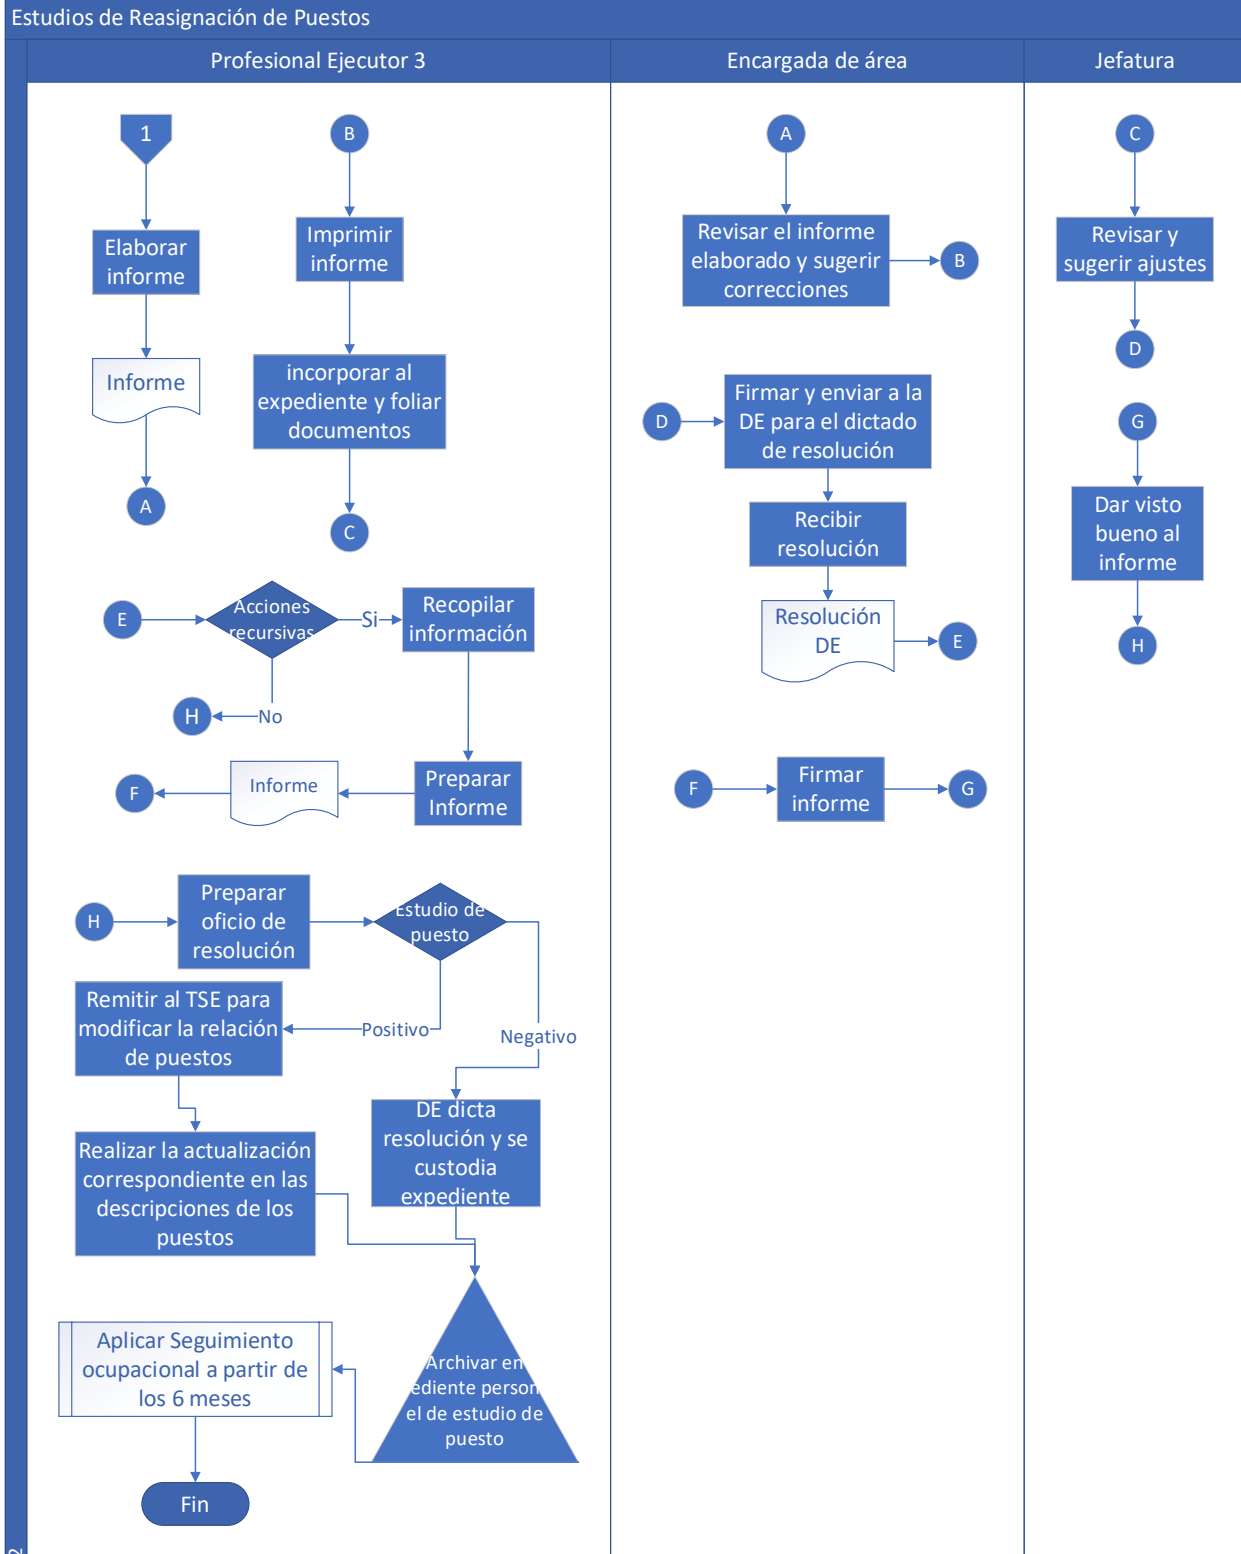 Estudios de Reasignación de Puestos
Profesional Ejecutor 3
Encargada de área
Jefatura
1
Elaborar
informe
Informe
A
B
Imprimir
informe
incorporar al
expediente y foliar
documentos
C
E
Acciones
recursivas
Si
Recopilar
información
No
H
Preparar
Informe
Informe
F
H
Preparar
oficio de
resolución
Estudio de
puesto
Positivo
Negativo
Remitir al TSE para
modificar la relación
de puestos
Realizar la actualización
correspondiente en las
descripciones de los
puestos
DE dicta
resolución y se
custodia
expediente
Archivar en
ediente person
el de estudio de
puesto
Aplicar Seguimiento
ocupacional a partir de
los 6 meses
Fin
A
Revisar el informe
elaborado y sugerir
correcciones
B
D
Firmar y enviar a la
DE para el dictado
de resolución
Recibir
resolución
Resolución
DE
E
F
Firmar
informe
G
C
Revisar y
sugerir ajustes
D
G
Dar visto
bueno al
informe
H
2